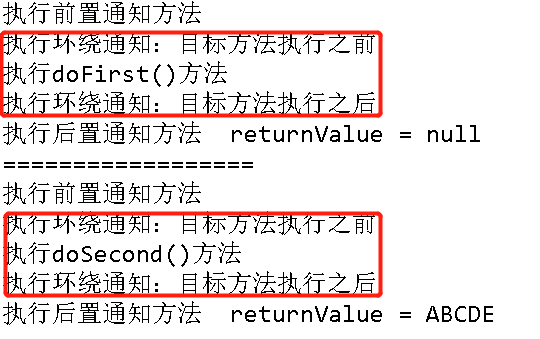 执行前置通知方法
执行环绕通知：目标方法执行之前
执行doFirst()方法
执行环绕通知：目标方法执行之后
执行后置通知方法  returnValue = null
==================
执行前置通知方法
执行环绕通知：目标方法执行之前
执行doSecond()方法
执行环绕通知：目标方法执行之后
执行后置通知方法  returnValue = ABCDE